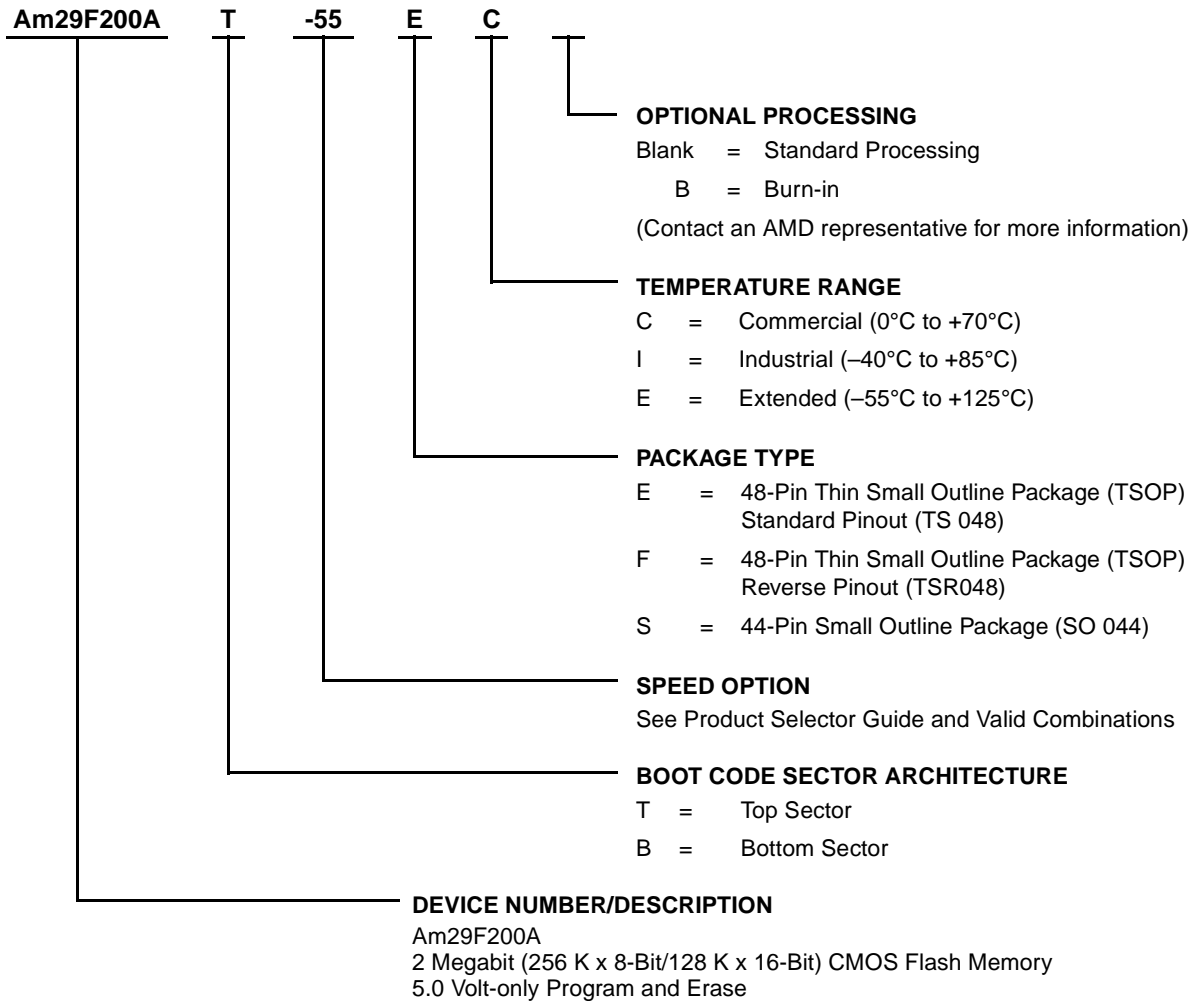 Am29F200A T -55 E C
OPTIONAL PROCESSING
Blank = Standard Processing
B = Burn-in
(Contact an AMD representative for more information)
TEMPERATURE RANGE
C = Commercial (0°C to +70°C)
I = Industrial (–40°C to +85°C)
E = Extended (–55°C to +125°C)
PACKAGE TYPE
E = 48-Pin Thin Small Outline Package (TSOP)
Standard Pinout (TS 048)
F = 48-Pin Thin Small Outline Package (TSOP)
Reverse Pinout (TSR048)
S = 44-Pin Small Outline Package (SO 044)
SPEED OPTION
See Product Selector Guide and Valid Combinations
BOOT CODE SECTOR ARCHITECTURE
T = Top Sector
B = Bottom Sector
DEVICE NUMBER/DESCRIPTION
Am29F200A
2 Megabit (256 K x 8-Bit/128 K x 16-Bit) CMOS Flash Memory
5.0 Volt-only Program and Erase